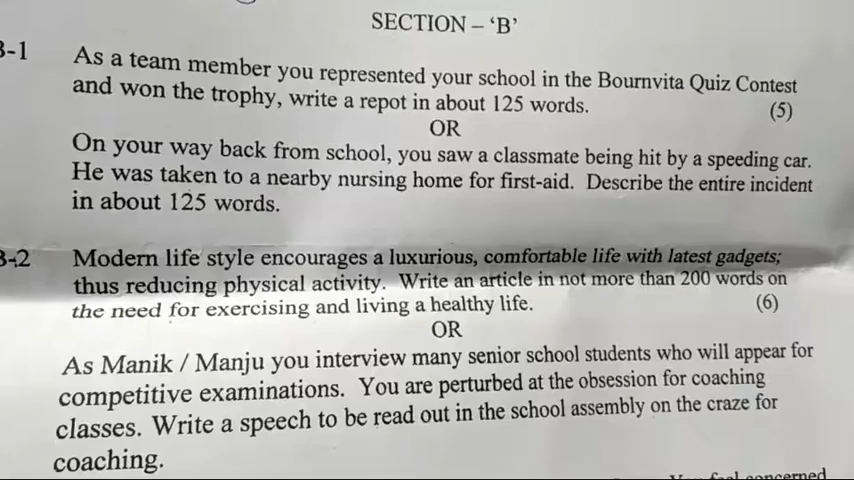 SECTION – 'B'
B-1 As a team member you represented your school in the Bournvita Quiz Contest
and won the trophy, write a repot in about 125 words. (5)
OR
On your way back from school, you saw a classmate being hit by a speeding car.
He was taken to a nearby nursing home for first-aid. Describe the entire incident
in about 125 words.
B-2 Modern life style encourages a luxurious, comfortable life with latest gadgets;
thus reducing physical activity. Write an article in not more than 200 words on
the need for exercising and living a healthy life. (6)
OR
As Manik / Manju you interview many senior school students who will appear for
competitive examinations. You are perturbed at the obsession for coaching
classes. Write a speech to be read out in the school assembly on the craze for
coaching.
You feel concerned